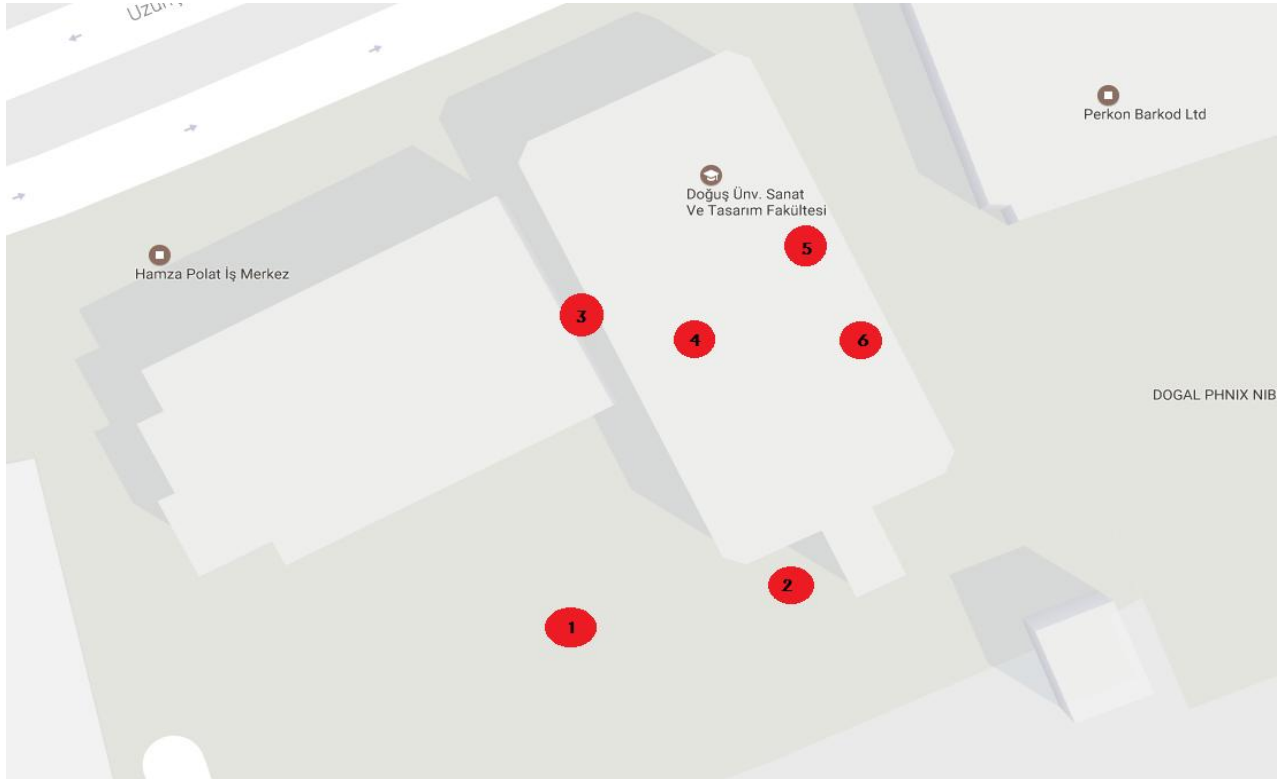 Perkon Barkod Ltd
Doğuş Ünv. Sanat
Ve Tasarım Fakültesi
5
Hamza Polat İş Merkez
3
4
6
DOGAL PHNIX NIB
2
1